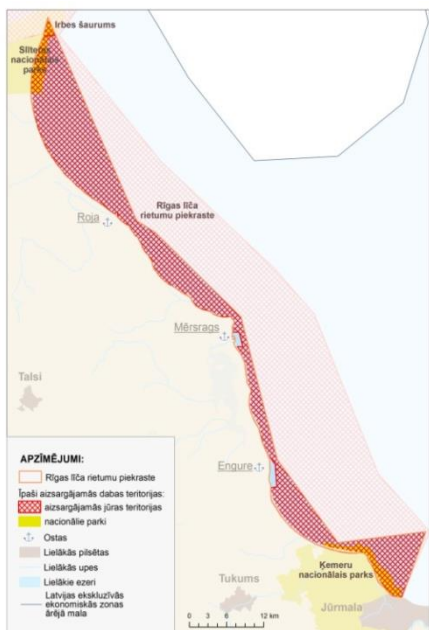 Irbes šaurums
Slīteres
nacionālais
parks
Rīgas līča
rietumu piekraste
Roja
Mērsrags
Talsi
Engure
Ķemeru
nacionālais parks
Tukums
Jūrmala
APZĪMĒJUMI:
Rīgas līča rietumu piekraste
Īpaši aizsargājamās dabas teritorijas:
aizsargājamās jūras teritorijas
nacionālie parki
Ostas
Lielākās pilsētas
Lielākās upes
Lielākie ezeri
Latvijas ekskluzīvās
ekonomiskās zonas
ārējā mala
0 3 6 12 km